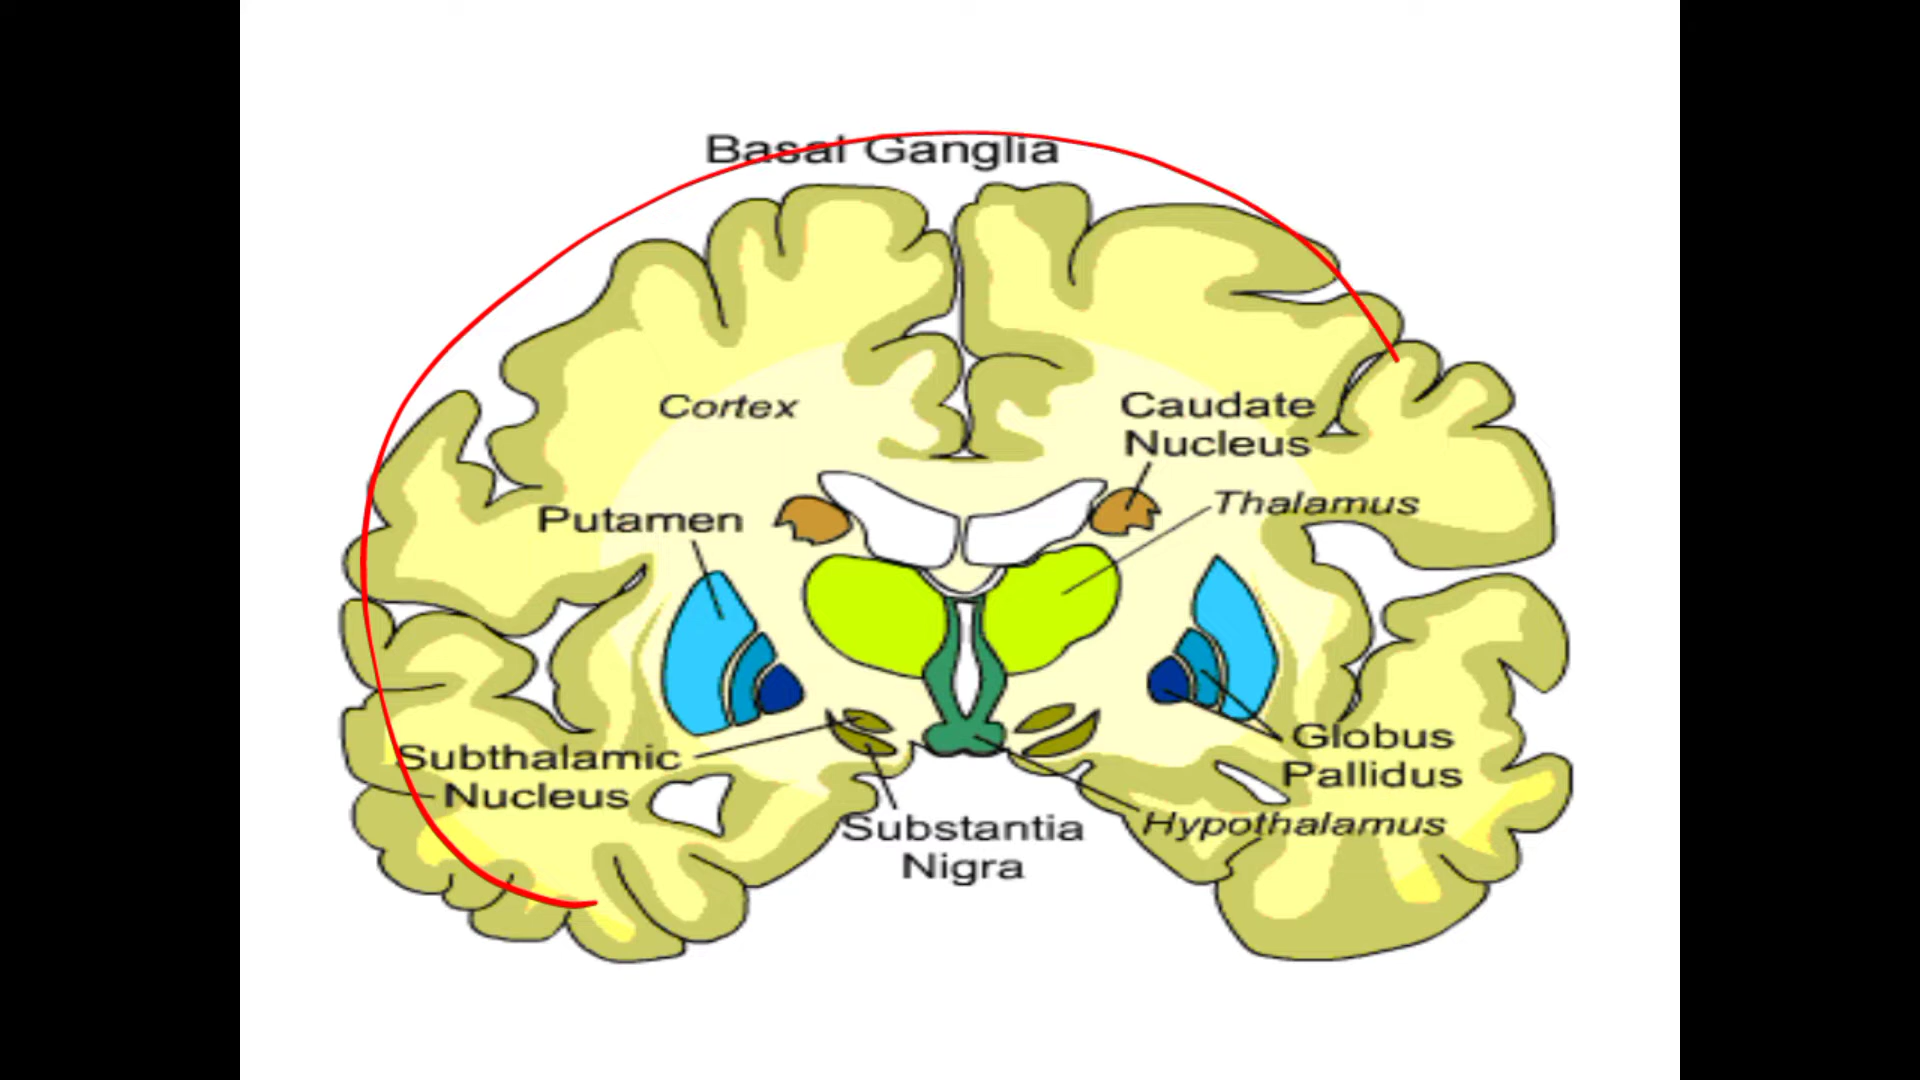 Basal Ganglia
Cortex
Caudate
Nucleus
Thalamus
Putamen
Globus
Pallidus
Subthalamic
Nucleus
Substantia
Nigra
Hypothalamus